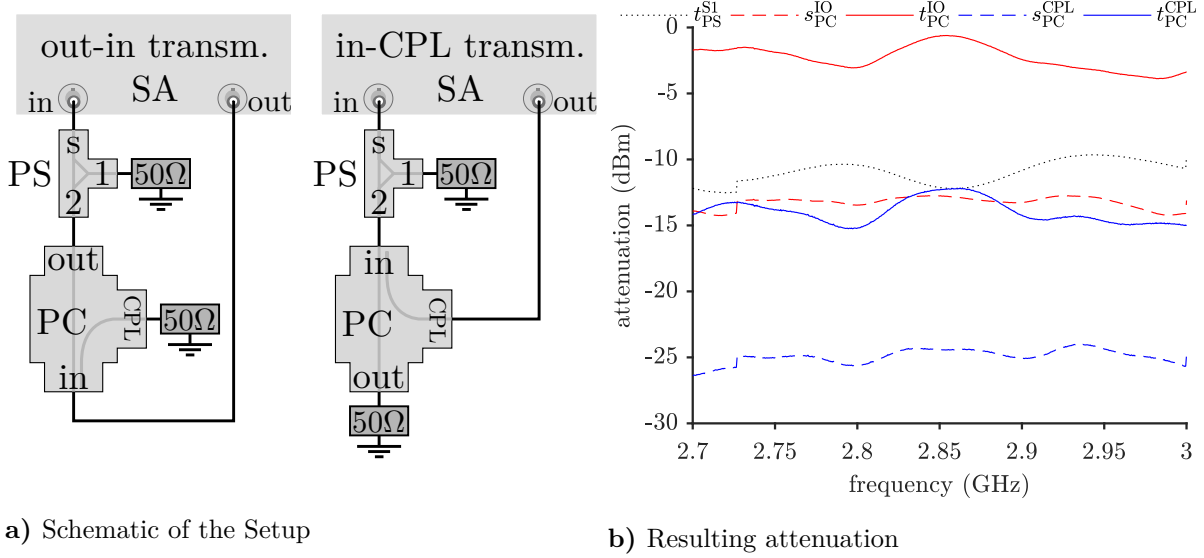 out-in transm.
SA
in
out
s
PS
1
50Ω
2
out
PC
CPL
50Ω
in
in-CPL transm.
SA
in
out
s
PS
1
50Ω
2
in
PC
CPL
out
50Ω
a) Schematic of the Setup
t_PS^S1 s_PC^IO t_PC^IO s_PC^CPL t_PC^CPL
0
-5
-10
-15
-20
-25
-30
attenuation (dBm)
2.7 2.75 2.8 2.85 2.9 2.95 3
frequency (GHz)
b) Resulting attenuation